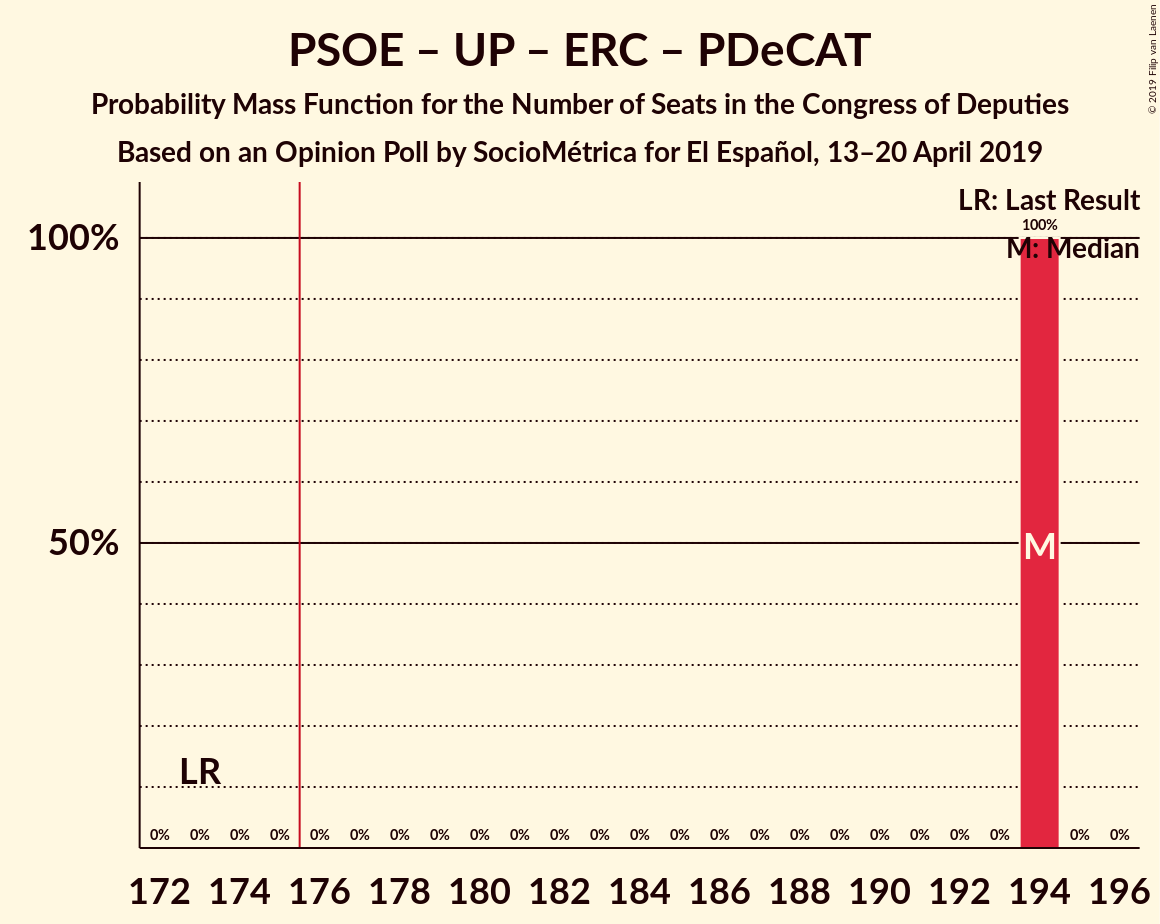 PSOE – UP – ERC – PDeCAT
Probability Mass Function for the Number of Seats in the Congress of Deputies
Based on an Opinion Poll by SocioMétrica for El Español, 13–20 April 2019
© 2019 Filip van Laenen
LR: Last Result
100%
100%
M: Median
50%
M
LR
0% 0% 0% 0% 0% 0% 0% 0% 0% 0% 0% 0% 0% 0% 0% 0% 0% 0% 0% 0% 0% 0% 0% 0%
172 174 176 178 180 182 184 186 188 190 192 194 196